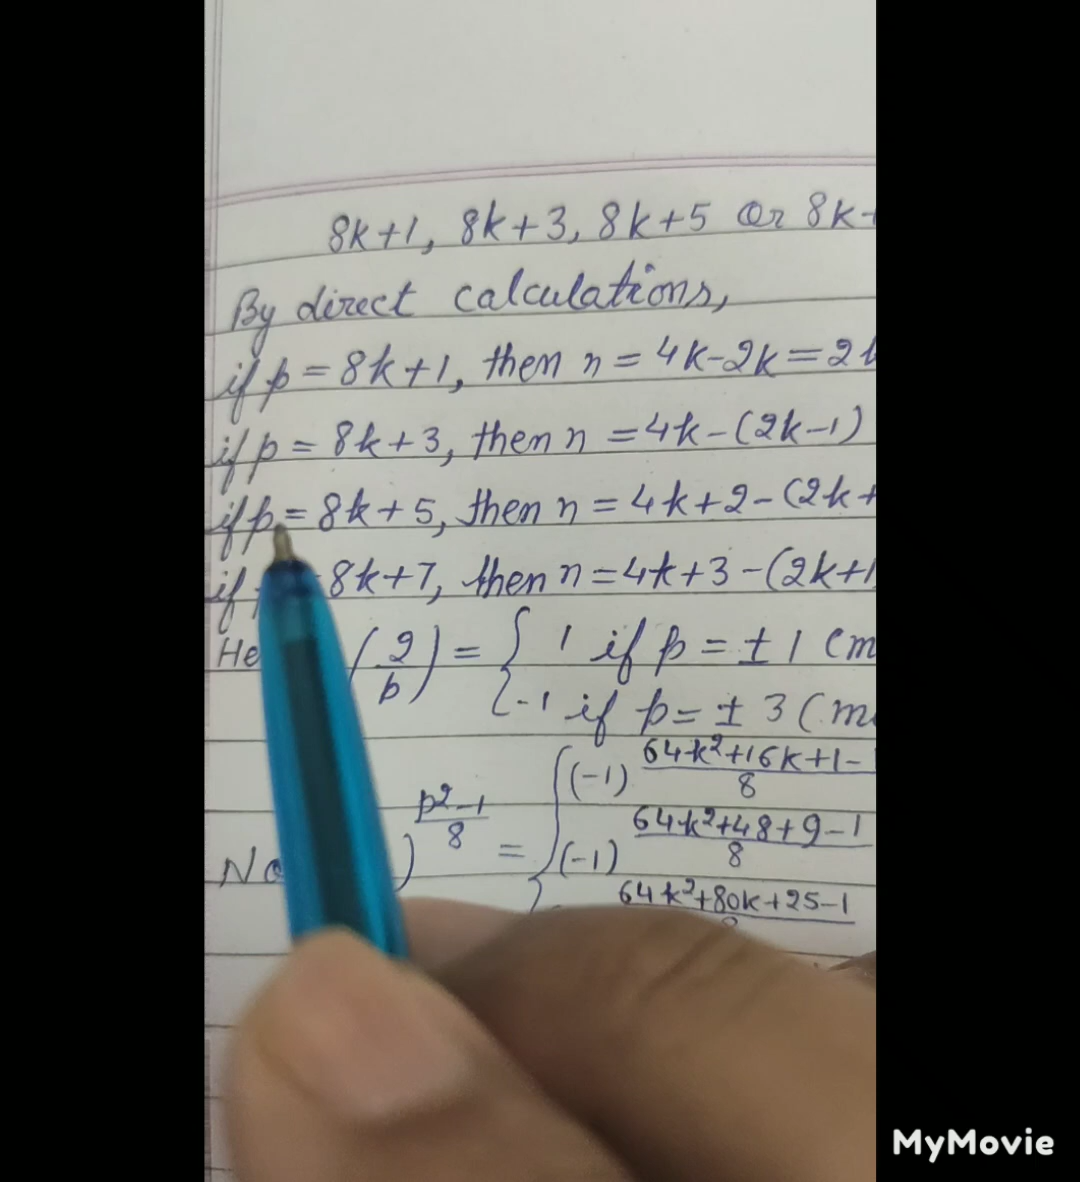 8k+1, 8k+3, 8k+5 or 8k
By direct calculations,
if p = 8k+1, then n = 4k-2k = 2
if p = 8k+3, then n = 4k-(2k-1)
if p = 8k+5, then n = 4k+2-(2k+
if 8k+7, then n = 4k+3-(2k+1
He (2/p) = { 1 if p = ±1 (m
-1 if p = ±3 (m
(-1) 64k²+16k+1-/8
) p²-1/8 = (-1) 64k²+48+9-1/8
64k²+80k+25-1
MyMovie